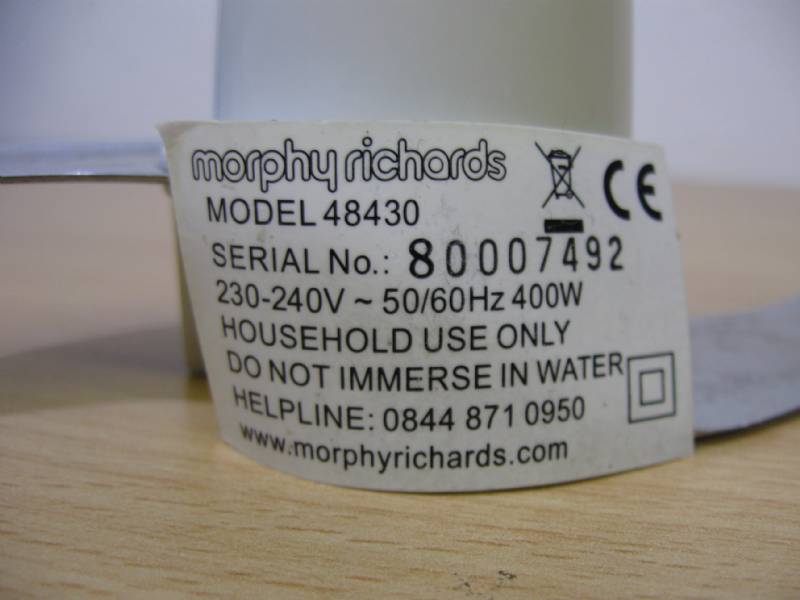 morphy richards
CE
MODEL 48430
SERIAL No.: 80007492
230-240V ~ 50/60Hz 400W
HOUSEHOLD USE ONLY
DO NOT IMMERSE IN WATER
HELPLINE: 0844 871 0950
www.morphyrichards.com